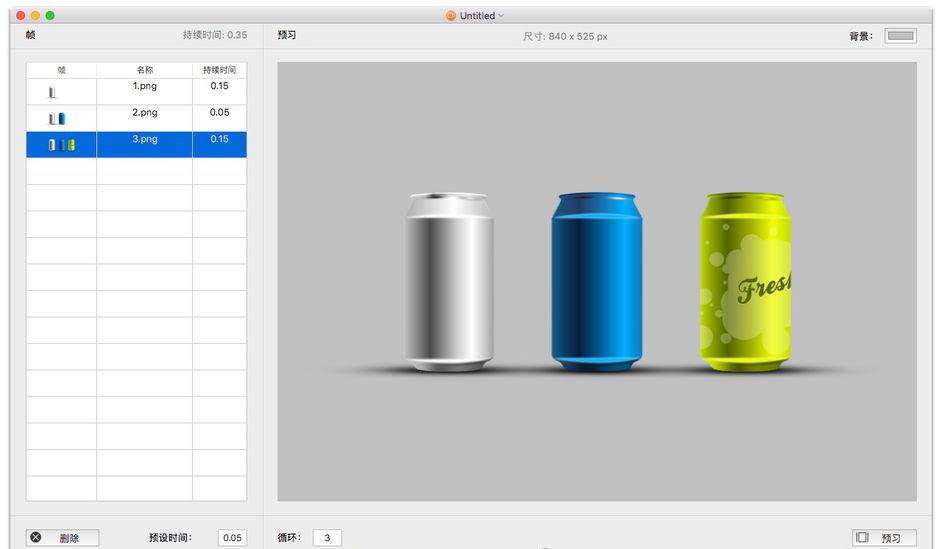 Untitled
帧 持续时间: 0.35 预习 尺寸: 840 x 525 px 背景:
帧 名称 持续时间
1.png 0.15
2.png 0.05
3.png 0.15
Fresh
删除 预设时间: 0.05 循环: 3 预习